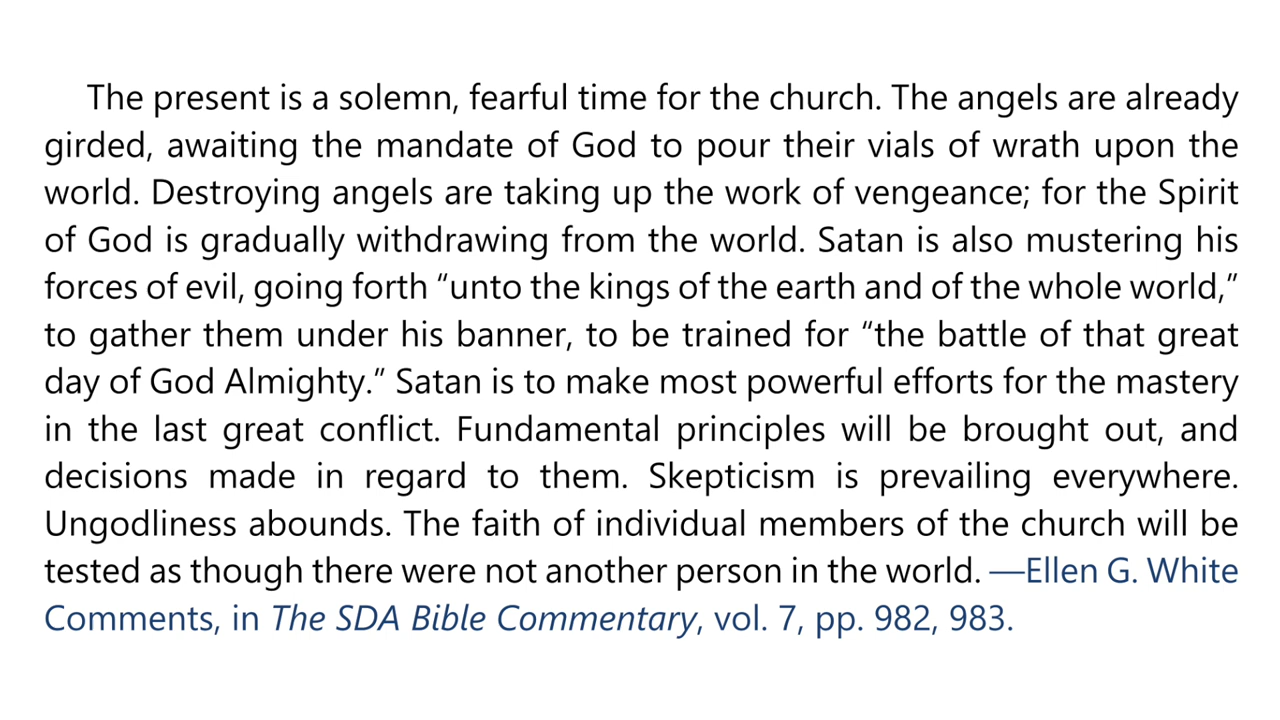 The present is a solemn, fearful time for the church. The angels are already
girded, awaiting the mandate of God to pour their vials of wrath upon the
world. Destroying angels are taking up the work of vengeance; for the Spirit
of God is gradually withdrawing from the world. Satan is also mustering his
forces of evil, going forth “unto the kings of the earth and of the whole world,”
to gather them under his banner, to be trained for “the battle of that great
day of God Almighty.” Satan is to make most powerful efforts for the mastery
in the last great conflict. Fundamental principles will be brought out, and
decisions made in regard to them. Skepticism is prevailing everywhere.
Ungodliness abounds. The faith of individual members of the church will be
tested as though there were not another person in the world. —Ellen G. White
Comments, in The SDA Bible Commentary, vol. 7, pp. 982, 983.